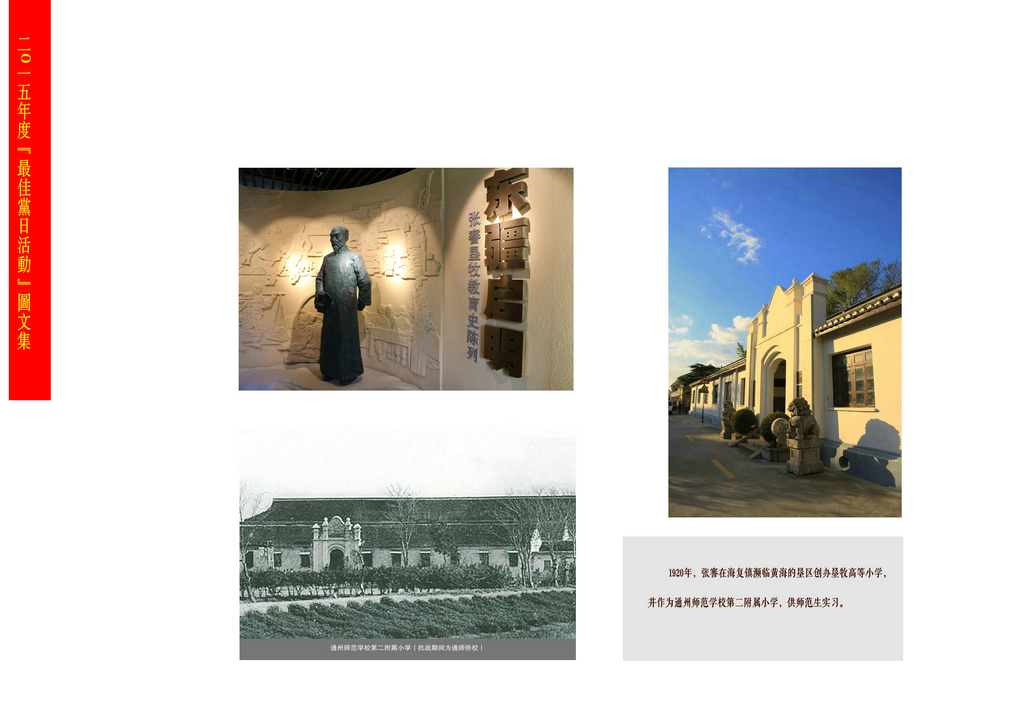 二〇一五年度『最佳黨日活動』圖文集
东疆启明
张謇垦牧教育史陈列
通州师范学校第二附属小学（抗战期间为通师侨校）
1920年，张謇在海复镇濒临黄海的垦区创办垦牧高等小学，
并作为通州师范学校第二附属小学，供师范生实习。